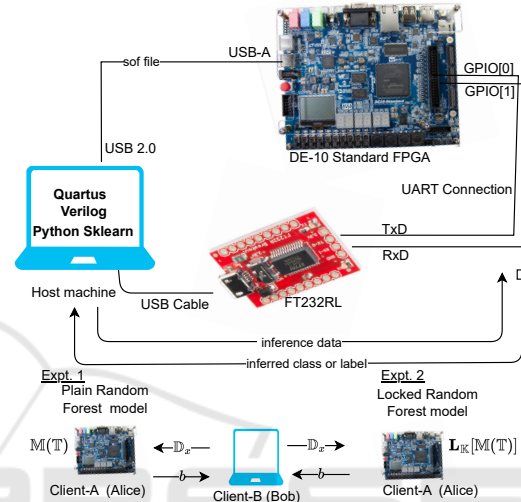 USB-A
sof file
GPIO[0]
GPIO[1]
USB 2.0
DE-10 Standard FPGA
Quartus
Verilog
Python Sklearn
UART Connection
TxD
RxD
FT232RL
D
Host machine
USB Cable
inference data
inferred class or label
Expt. 1
Plain Random
Forest model
Expt. 2
Locked Random
Forest model
𝕄(𝕋)
𝔻ₓ
𝔻ₓ
𝐋_𝕂[𝕄(𝕋)]
b
b
Client-A (Alice)
Client-B (Bob)
Client-A (Alice)